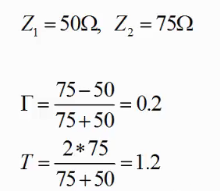 Z₁ = 50Ω, Z₂ = 75Ω
Γ = (75 − 50)/(75 + 50) = 0.2
T = (2*75)/(75 + 50) = 1.2